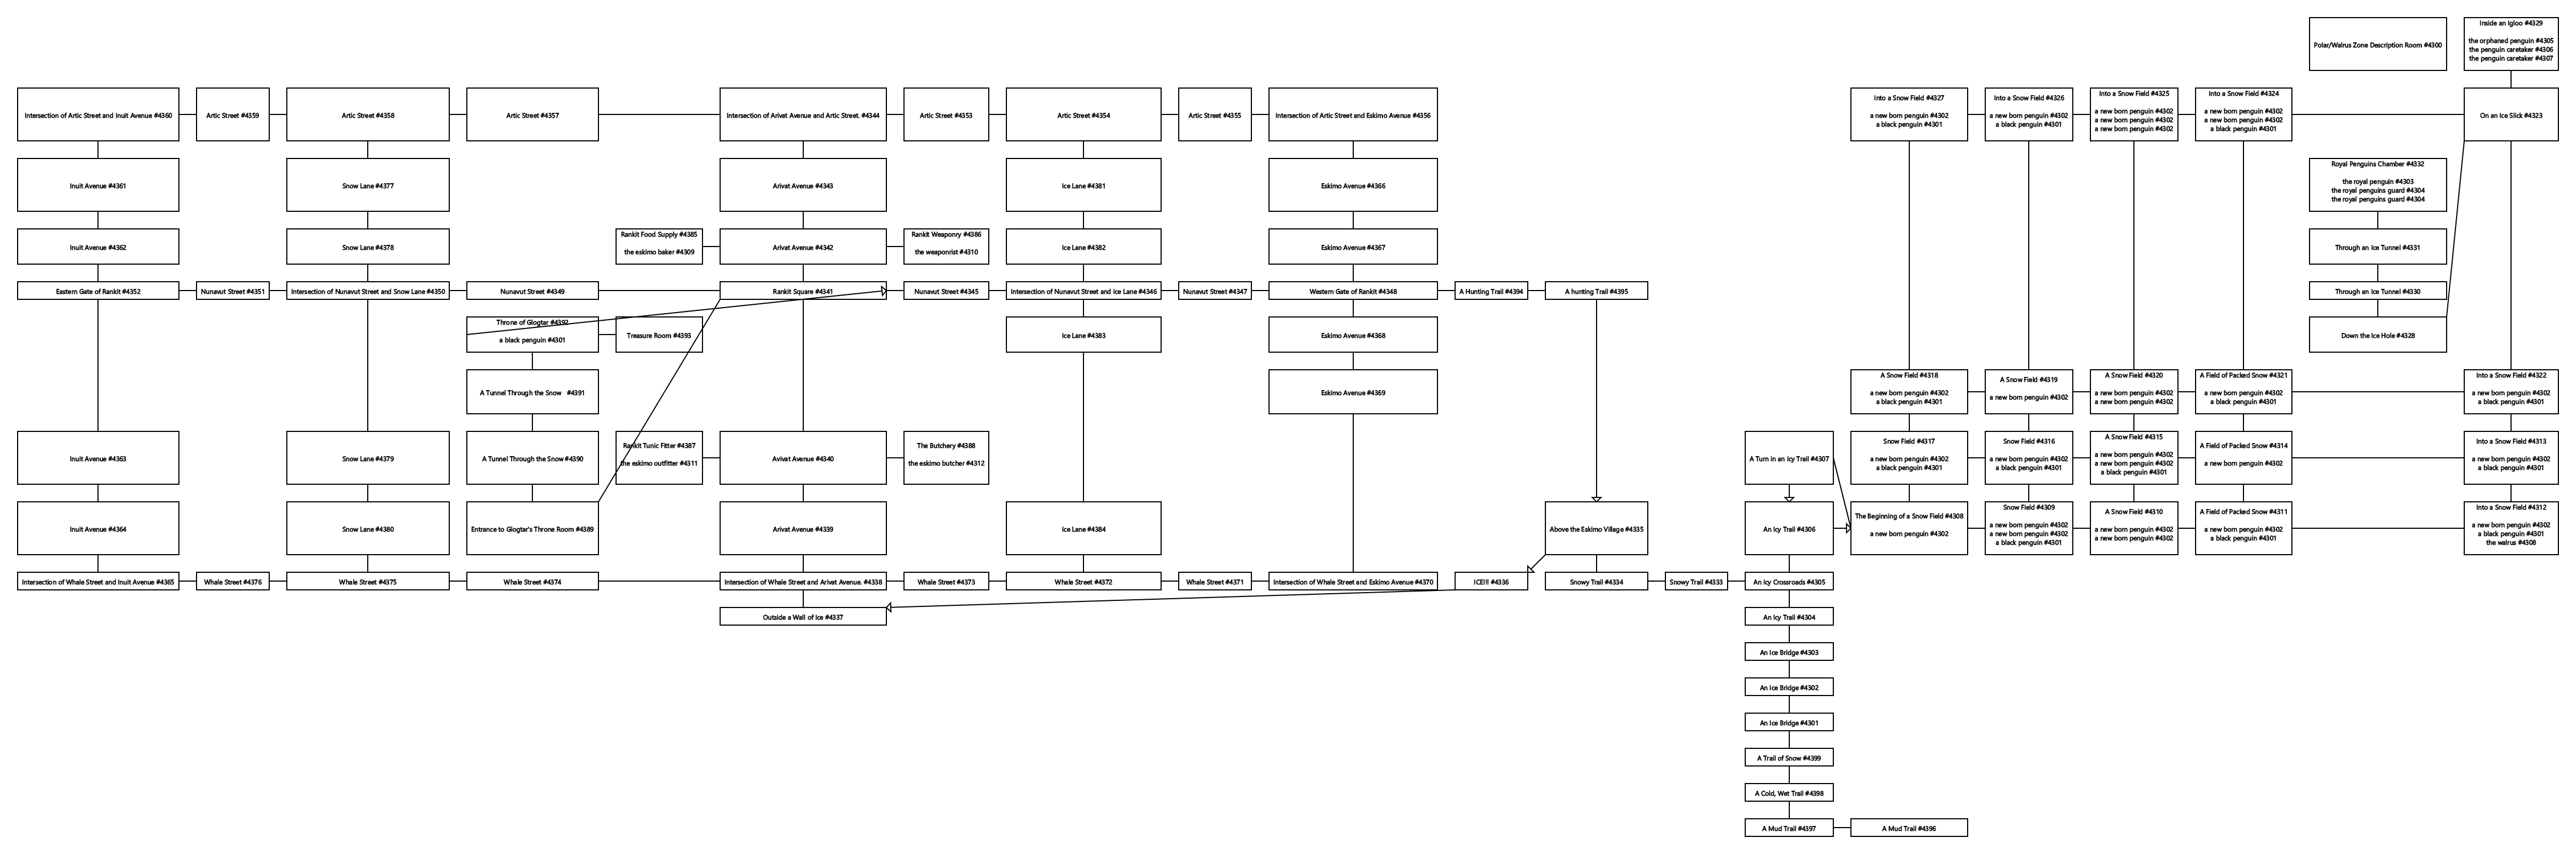 Inside an Igloo #4329
the orphaned penguin #4305
the penguin caretaker #4306
the penguin caretaker #4307
Polar/Walrus Zone Description Room #4300
Intersection of Artic Street and Inuit Avenue #4360
Artic Street #4359
Artic Street #4358
Artic Street #4357
Intersection of Arivat Avenue and Artic Street. #4344
Artic Street #4353
Artic Street #4354
Artic Street #4355
Intersection of Artic Street and Eskimo Avenue #4356
Into a Snow Field #4327
a new born penguin #4302
a black penguin #4301
Into a Snow Field #4326
a new born penguin #4302
a black penguin #4301
Into a Snow Field #4325
a new born penguin #4302
a new born penguin #4302
a new born penguin #4302
Into a Snow Field #4324
a new born penguin #4302
a new born penguin #4302
a black penguin #4301
On an Ice Slick #4323
Inuit Avenue #4361
Snow Lane #4377
Arivat Avenue #4343
Ice Lane #4381
Eskimo Avenue #4366
Royal Penguins Chamber #4332
the royal penguin #4303
the royal penguins guard #4304
the royal penguins guard #4304
Inuit Avenue #4362
Snow Lane #4378
Rankit Food Supply #4385
the eskimo baker #4309
Arivat Avenue #4342
Rankit Weaponry #4386
the weaponrist #4310
Ice Lane #4382
Eskimo Avenue #4367
Through an Ice Tunnel #4331
Eastern Gate of Rankit #4352
Nunavut Street #4351
Intersection of Nunavut Street and Snow Lane #4350
Nunavut Street #4349
Rankit Square #4341
Nunavut Street #4345
Intersection of Nunavut Street and Ice Lane #4346
Nunavut Street #4347
Western Gate of Rankit #4348
A Hunting Trail #4394
A hunting Trail #4395
Through an Ice Tunnel #4330
Throne of Glogtar #4392
a black penguin #4301
Treasure Room #4393
Ice Lane #4383
Eskimo Avenue #4368
Down the Ice Hole #4328
A Tunnel Through the Snow #4391
Eskimo Avenue #4369
A Snow Field #4318
a new born penguin #4302
a black penguin #4301
A Snow Field #4319
a new born penguin #4302
A Snow Field #4320
a new born penguin #4302
a new born penguin #4302
A Field of Packed Snow #4321
a new born penguin #4302
a black penguin #4301
Into a Snow Field #4322
a new born penguin #4302
a black penguin #4301
Inuit Avenue #4363
Snow Lane #4379
A Tunnel Through the Snow #4390
Rankit Tunic Fitter #4387
the eskimo outfitter #4311
Avivat Avenue #4340
The Butchery #4388
the eskimo butcher #4312
A Turn in an Icy Trail #4307
Snow Field #4317
a new born penguin #4302
a black penguin #4301
Snow Field #4316
a new born penguin #4302
a black penguin #4301
A Snow Field #4315
a new born penguin #4302
a new born penguin #4302
a black penguin #4301
A Field of Packed Snow #4314
a new born penguin #4302
Into a Snow Field #4313
a new born penguin #4302
a black penguin #4301
Inuit Avenue #4364
Snow Lane #4380
Entrance to Glogtar's Throne Room #4389
Arivat Avenue #4339
Ice Lane #4384
Above the Eskimo Village #4335
An Icy Trail #4306
The Beginning of a Snow Field #4308
a new born penguin #4302
Snow Field #4309
a new born penguin #4302
a new born penguin #4302
a black penguin #4301
A Snow Field #4310
a new born penguin #4302
a new born penguin #4302
A Field of Packed Snow #4311
a new born penguin #4302
a black penguin #4301
Into a Snow Field #4312
a new born penguin #4302
a black penguin #4301
the walrus #4308
Intersection of Whale Street and Inuit Avenue #4365
Whale Street #4376
Whale Street #4375
Whale Street #4374
Intersection of Whale Street and Arivat Avenue. #4338
Whale Street #4373
Whale Street #4372
Whale Street #4371
Intersection of Whale Street and Eskimo Avenue #4370
ICE!!! #4336
Snowy Trail #4334
Snowy Trail #4333
An Icy Crossroads #4305
Outside a Wall of Ice #4337
An Icy Trail #4304
An Ice Bridge #4303
An Ice Bridge #4302
An Ice Bridge #4301
A Trail of Snow #4399
A Cold, Wet Trail #4398
A Mud Trail #4397
A Mud Trail #4396